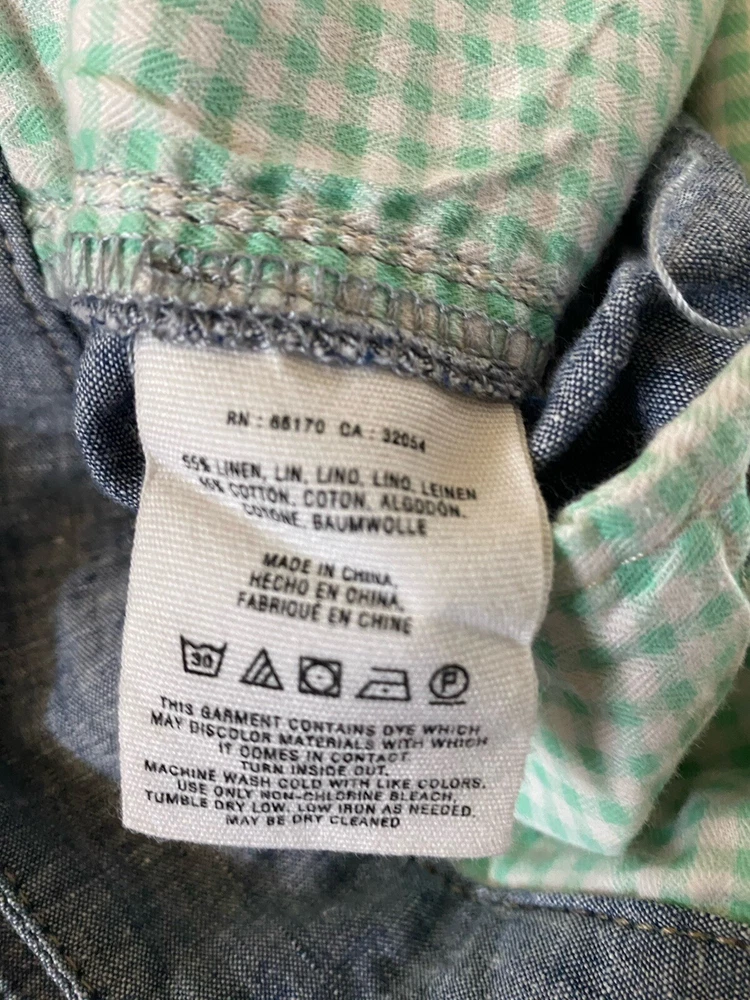 RN : 86170 CA : 32054
55% LINEN, LIN, LINO, LINO, LEINEN
COTTON, COTON, ALGODÓN,
COTONE, BAUMWOLLE
MADE IN CHINA,
HECHO EN CHINA,
FABRIQUÉ EN CHINE
30 P
THIS GARMENT CONTAINS DYE WHICH
MAY DISCOLOR MATERIALS WITH WHICH
IT COMES IN CONTACT.
TURN INSIDE OUT.
MACHINE WASH COLD WITH LIKE COLORS.
USE ONLY NON-CHLORINE BLEACH,
TUMBLE DRY LOW. LOW IRON AS NEEDED.
MAY BE DRY CLEANED